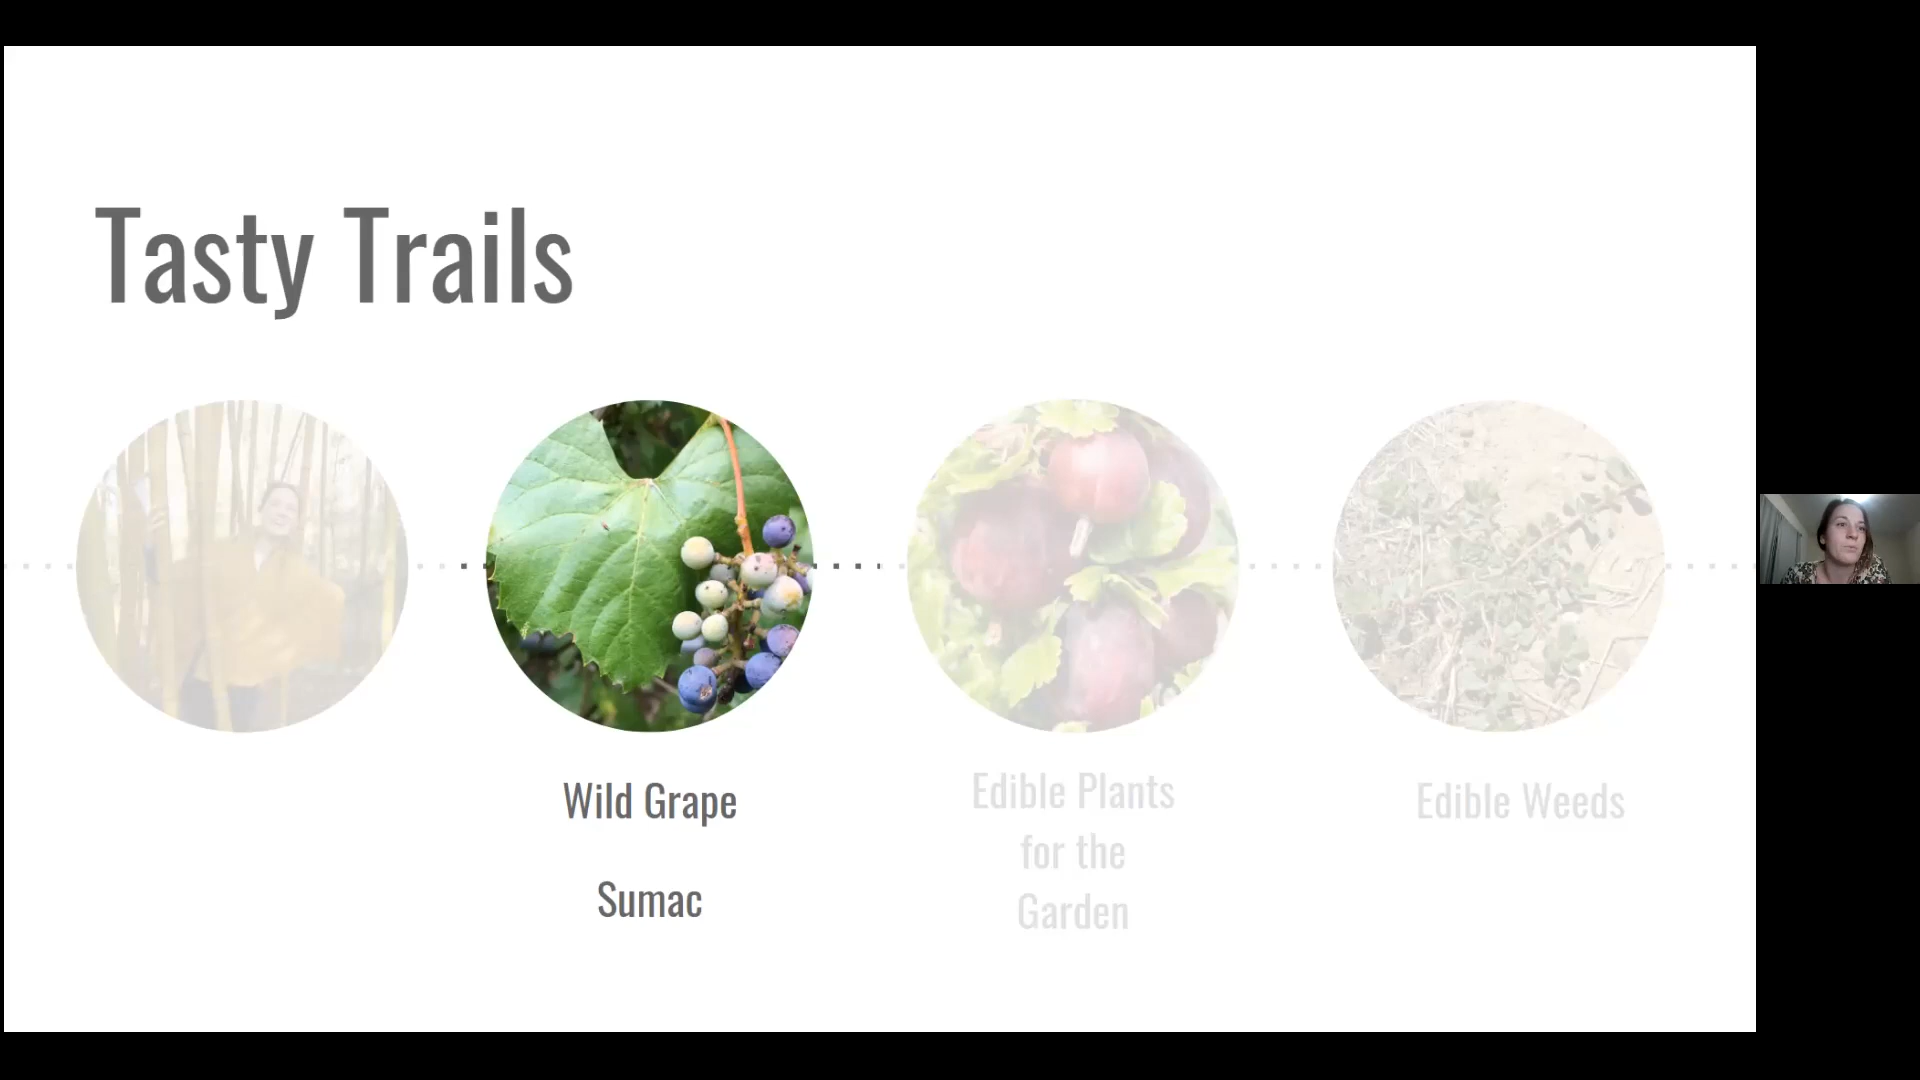 Tasty Trails
Wild Grape
Sumac
Edible Plants
for the
Garden
Edible Weeds